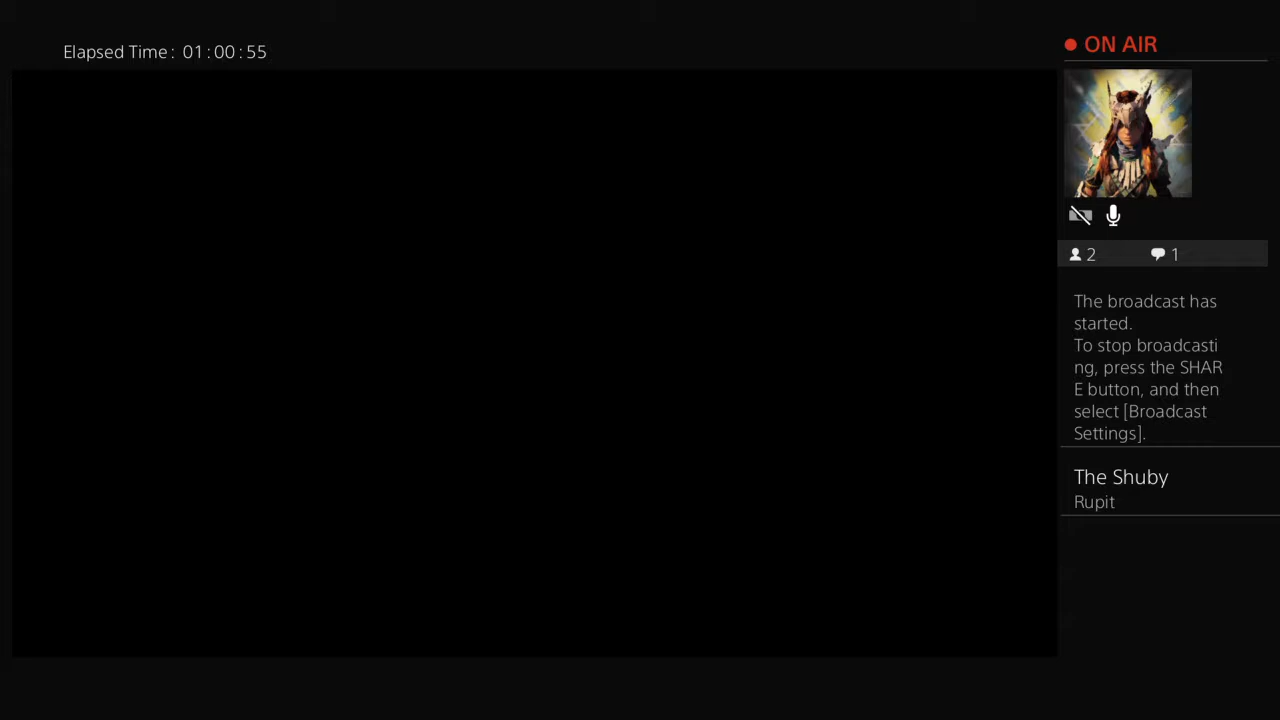 Elapsed Time: 01:00:55
ON AIR
2 1
The broadcast has
started.
To stop broadcasti
ng, press the SHAR
E button, and then
select [Broadcast
Settings].
The Shuby
Rupit